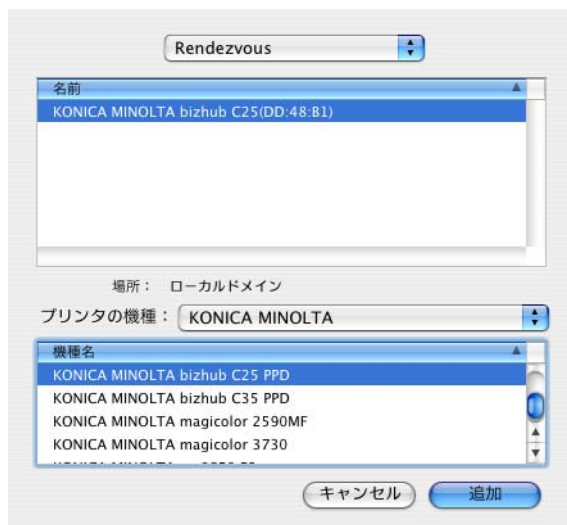 Rendezvous
名前
KONICA MINOLTA bizhub C25(DD:48:B1)
場所： ローカルドメイン
プリンタの機種： KONICA MINOLTA
機種名
KONICA MINOLTA bizhub C25 PPD
KONICA MINOLTA bizhub C35 PPD
KONICA MINOLTA magicolor 2590MF
KONICA MINOLTA magicolor 3730
キャンセル 追加